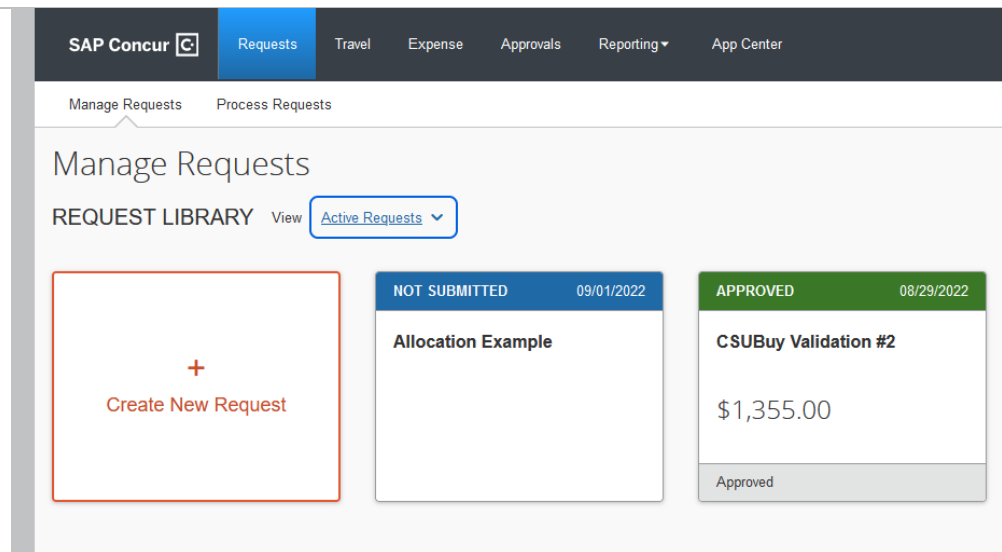 SAP Concur C Requests Travel Expense Approvals Reporting App Center
Manage Requests Process Requests
Manage Requests
REQUEST LIBRARY View Active Requests
+
Create New Request
NOT SUBMITTED 09/01/2022
Allocation Example
APPROVED 08/29/2022
CSUBuy Validation #2
$1,355.00
Approved